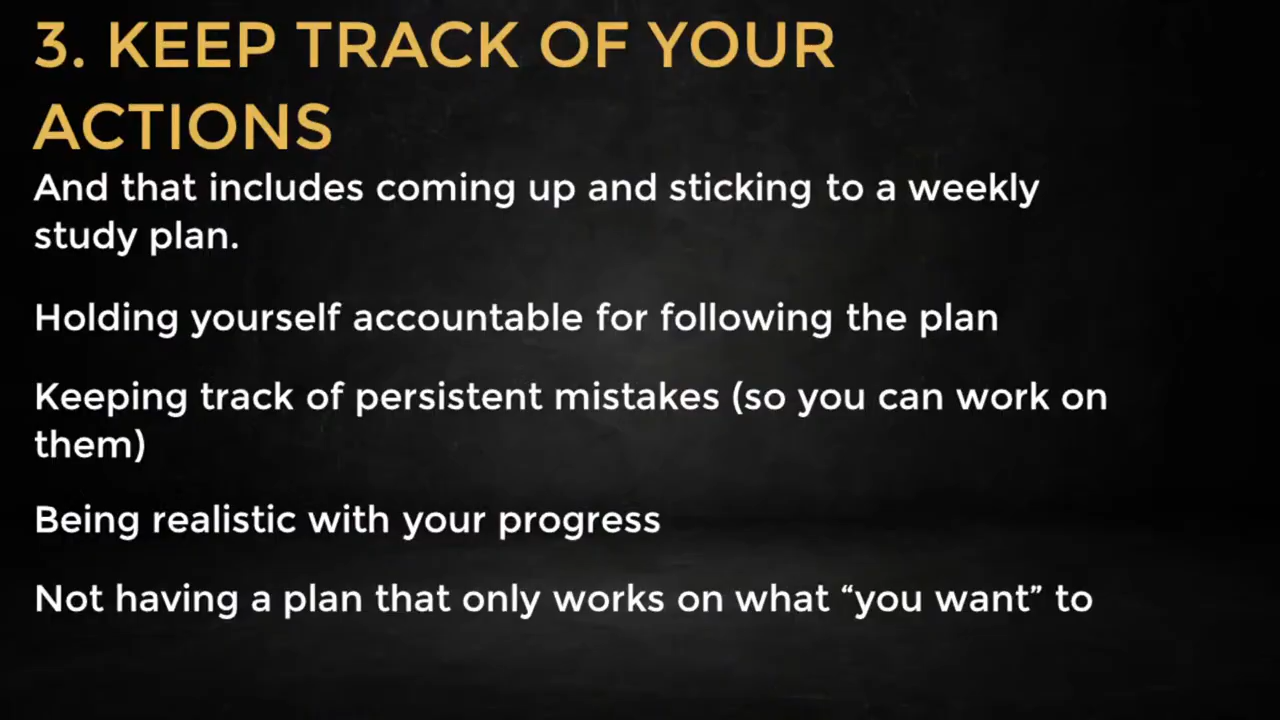 3. KEEP TRACK OF YOUR
ACTIONS
And that includes coming up and sticking to a weekly
study plan.
Holding yourself accountable for following the plan
Keeping track of persistent mistakes (so you can work on
them)
Being realistic with your progress
Not having a plan that only works on what “you want” to